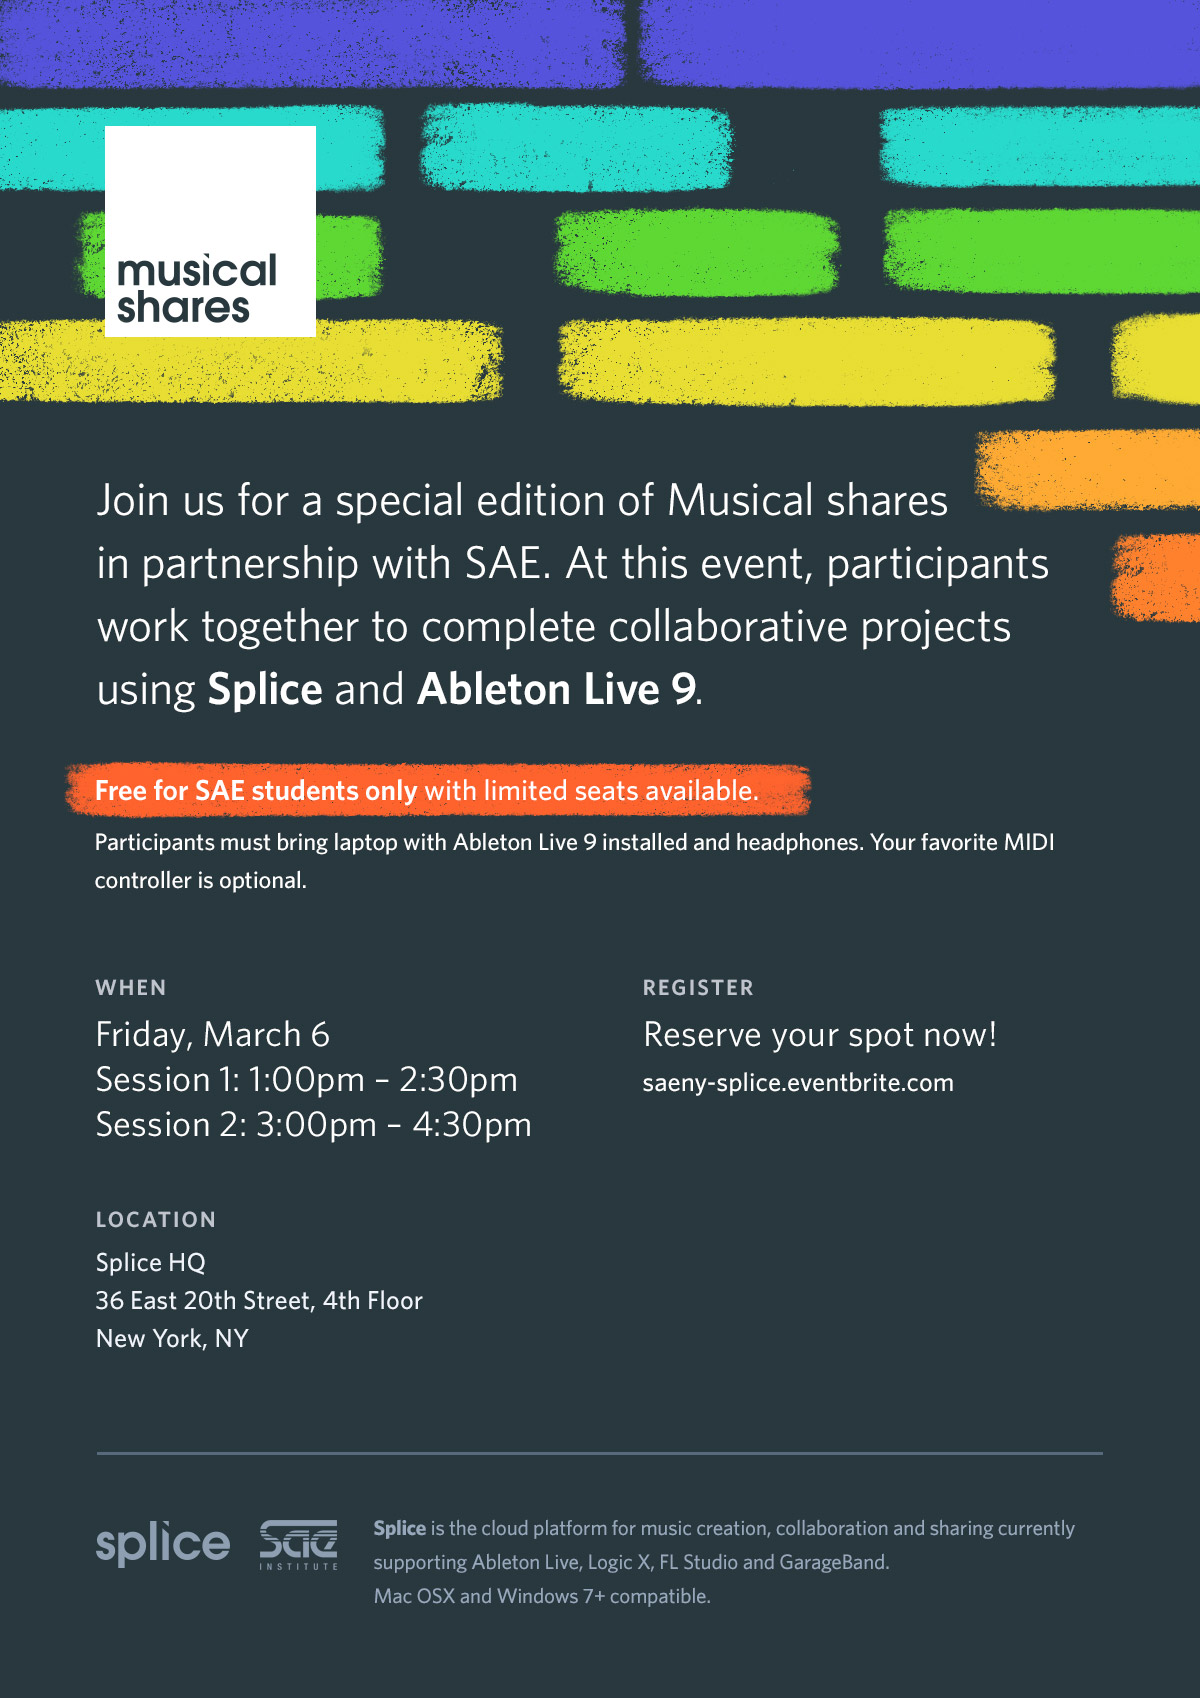 musical
shares
Join us for a special edition of Musical shares
in partnership with SAE. At this event, participants
work together to complete collaborative projects
using Splice and Ableton Live 9.
Free for SAE students only with limited seats available.
Participants must bring laptop with Ableton Live 9 installed and headphones. Your favorite MIDI
controller is optional.
WHEN
Friday, March 6
Session 1: 1:00pm – 2:30pm
Session 2: 3:00pm – 4:30pm
REGISTER
Reserve your spot now!
saeny-splice.eventbrite.com
LOCATION
Splice HQ
36 East 20th Street, 4th Floor
New York, NY
splice
sae
INSTITUTE
Splice is the cloud platform for music creation, collaboration and sharing currently
supporting Ableton Live, Logic X, FL Studio and GarageBand.
Mac OSX and Windows 7+ compatible.